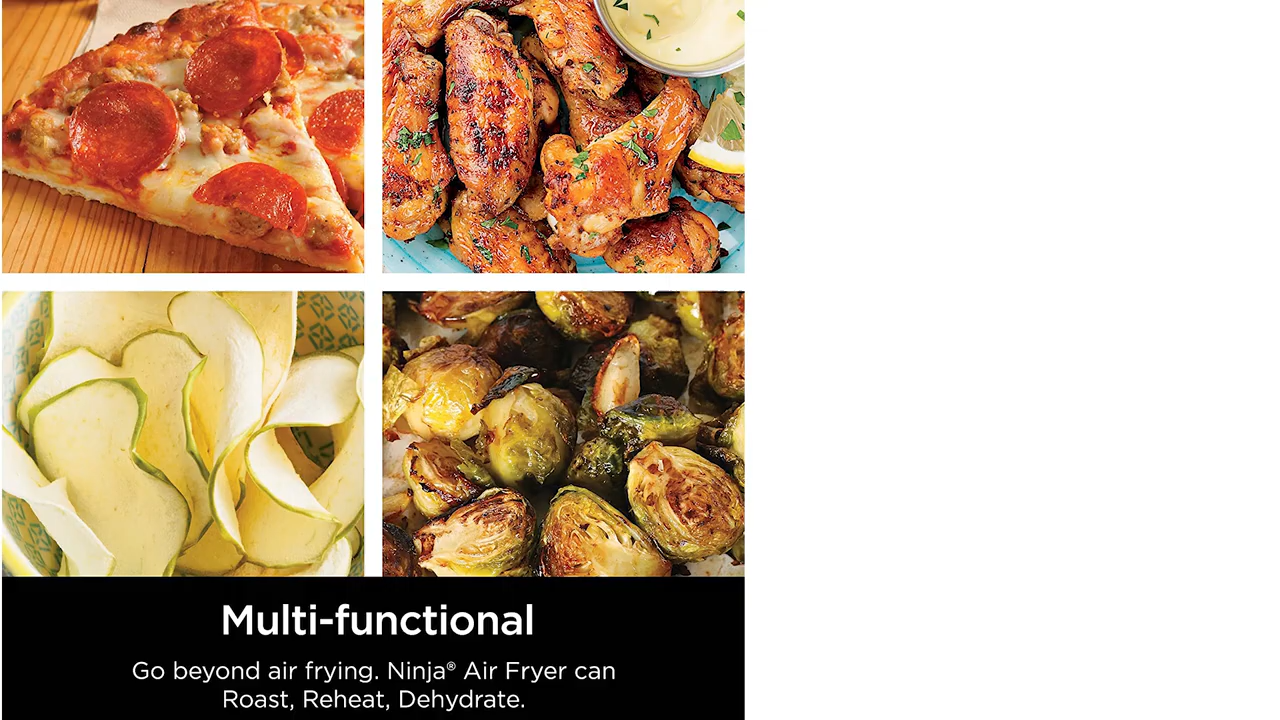 Multi-functional
Go beyond air frying. Ninja® Air Fryer can
Roast, Reheat, Dehydrate.